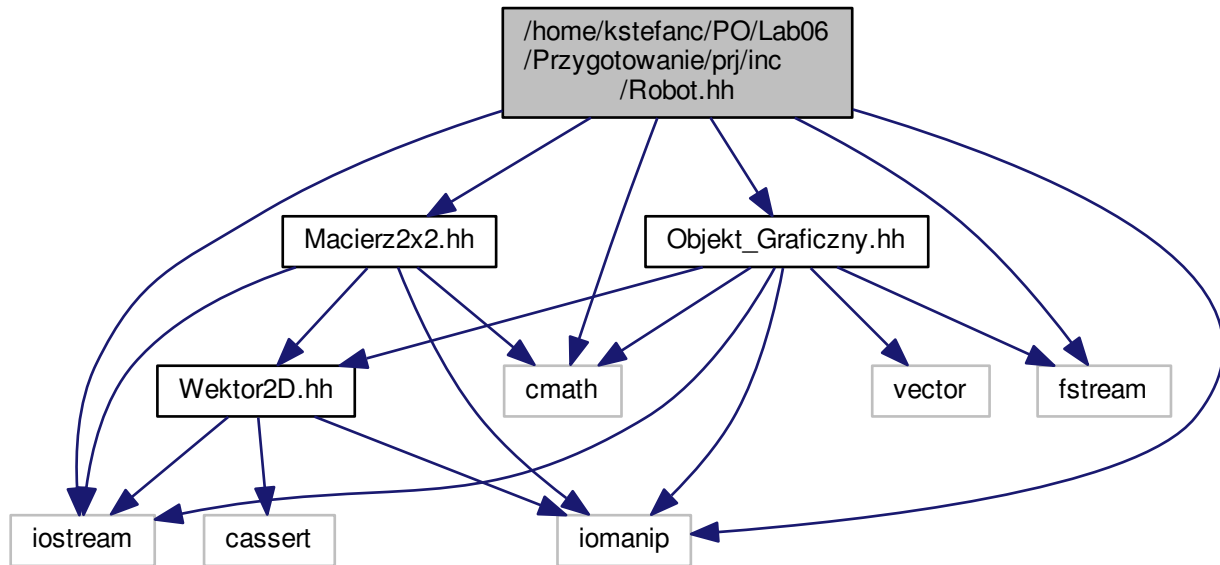 /home/kstefanc/PO/Lab06
/Przygotowanie/prj/inc
/Robot.hh
Macierz2x2.hh
Objekt_Graficzny.hh
Wektor2D.hh
cmath
vector
fstream
iostream
cassert
iomanip